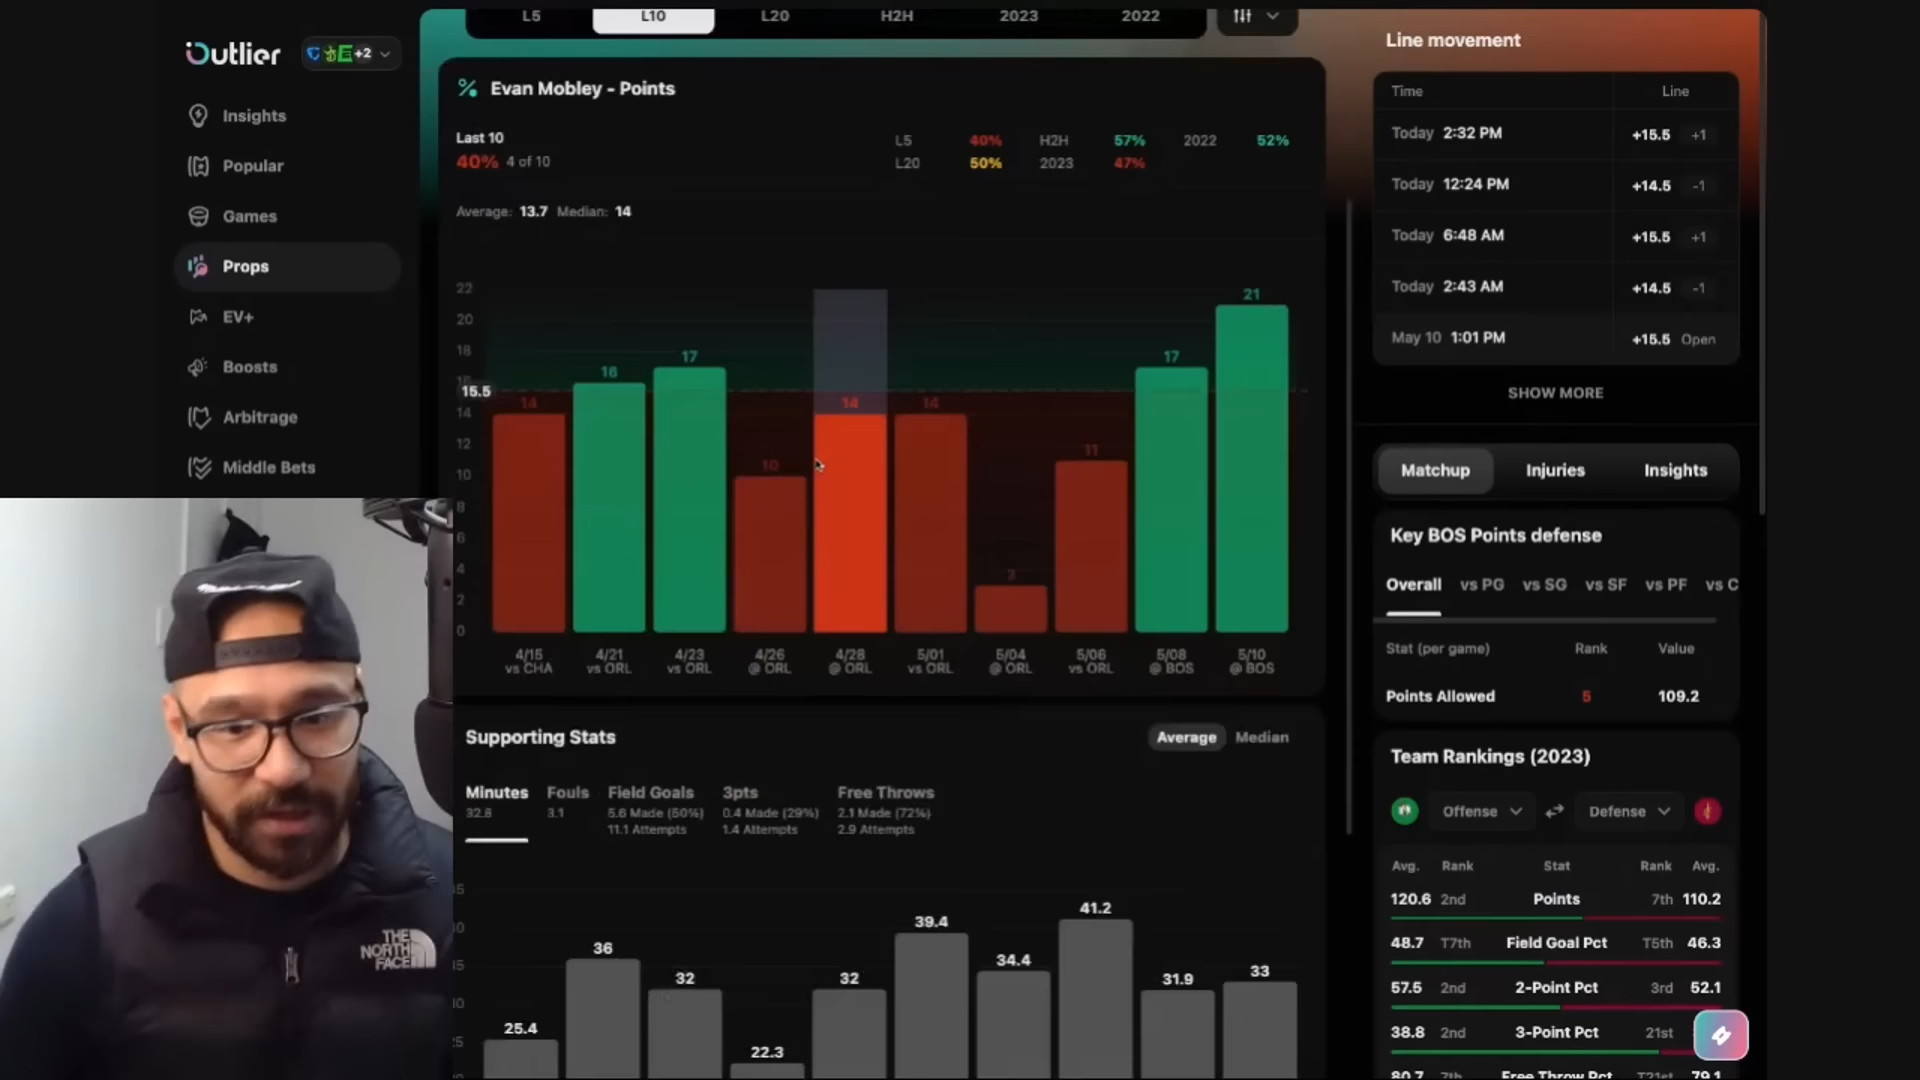 L5 L10 L20 H2H 2023 2022
Outlier +2
Insights
Popular
Games
Props
EV+
Boosts
Arbitrage
Middle Bets
Evan Mobley - Points
Last 10
40% 4 of 10
L5 40% H2H 57% 2022 52%
L20 50% 2023 47%
Average: 13.7 Median: 14
22
20
18
15.5
14
12
10
8
6
4
2
0
14 16 17 10 14 14 3 11 17 21
4/15 4/21 4/23 4/26 4/28 5/01 5/04 5/06 5/08 5/10
vs CHA vs ORL vs ORL @ ORL @ ORL vs ORL @ ORL vs ORL @ BOS @ BOS
Supporting Stats
Average Median
Minutes Fouls Field Goals 3pts Free Throws
32.8 3.1 5.6 Made (50%) 0.4 Made (29%) 2.1 Made (72%)
11.1 Attempts 1.4 Attempts 2.9 Attempts
25.4 36 32 22.3 32 39.4 34.4 41.2 31.9 33
Line movement
Time Line
Today 2:32 PM +15.5 +1
Today 12:24 PM +14.5 -1
Today 6:48 AM +15.5 +1
Today 2:43 AM +14.5 -1
May 10 1:01 PM +15.5 Open
SHOW MORE
Matchup Injuries Insights
Key BOS Points defense
Overall vs PG vs SG vs SF vs PF vs C
Stat (per game) Rank Value
Points Allowed 5 109.2
Team Rankings (2023)
Offense Defense
Avg. Rank Stat Rank Avg.
120.6 2nd Points 7th 110.2
48.7 T7th Field Goal Pct T5th 46.3
57.5 2nd 2-Point Pct 3rd 52.1
38.8 2nd 3-Point Pct 21st
80.7 7th Free Throw Pct T21st 79.1
THE
NORTH
FACE